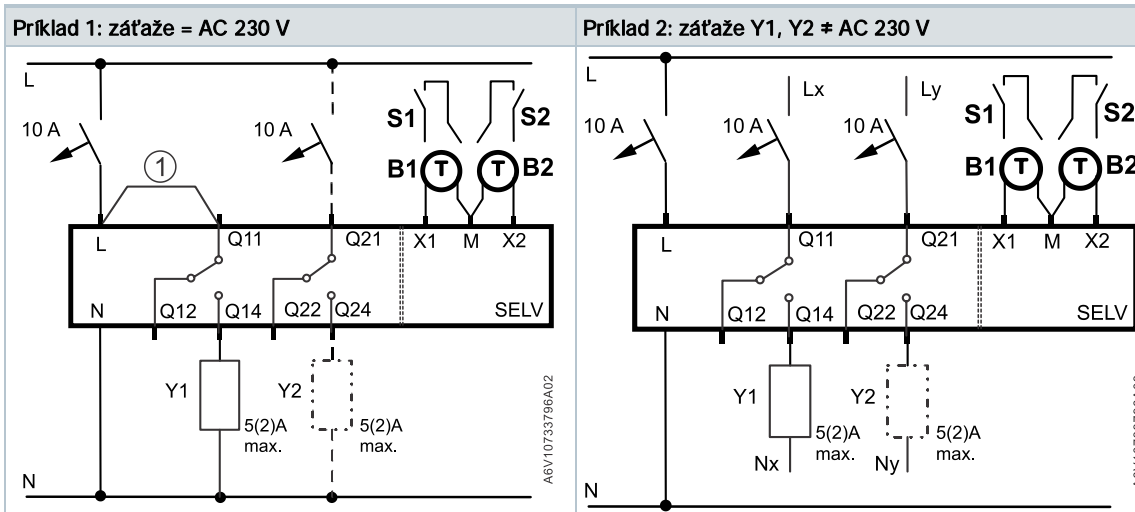 Príklad 1: záťaže = AC 230 V
L
10 A
10 A
S1
S2
B1
T
T
B2
1
L
Q11
Q21
X1
M
X2
N
Q12
Q14
Q22
Q24
SELV
Y1
Y2
5(2)A
max.
5(2)A
max.
A6V10733796A02
N
Príklad 2: záťaže Y1, Y2 ≠ AC 230 V
L
Lx
Ly
10 A
10 A
10 A
S1
S2
B1
T
T
B2
L
Q11
Q21
X1
M
X2
N
Q12
Q14
Q22
Q24
SELV
Y1
Y2
5(2)A
max.
5(2)A
max.
Nx
Ny
N